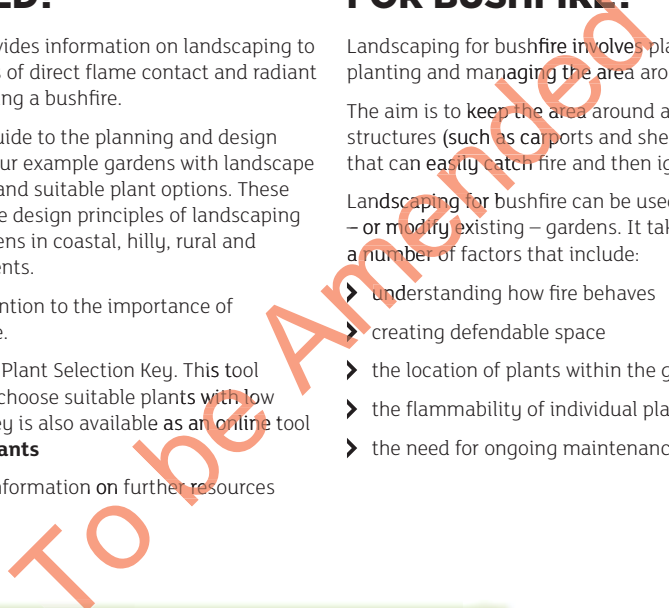 FOR BUSHFIRE?
vides information on landscaping to
s of direct flame contact and radiant
ng a bushfire.
uide to the planning and design
ur example gardens with landscape
and suitable plant options. These
e design principles of landscaping
ens in coastal, hilly, rural and
ents.
ntion to the importance of
e.
Plant Selection Key. This tool
choose suitable plants with low
ey is also available as an online tool
ants
nformation on further resources
Landscaping for bushfire involves pla
planting and managing the area aro
The aim is to keep the area around a
structures (such as carports and she
that can easily catch fire and then ig
Landscaping for bushfire can be used
– or modify existing – gardens. It tak
a number of factors that include:
understanding how fire behaves
creating defendable space
the location of plants within the g
the flammability of individual pla
the need for ongoing maintenanc
To be Amended